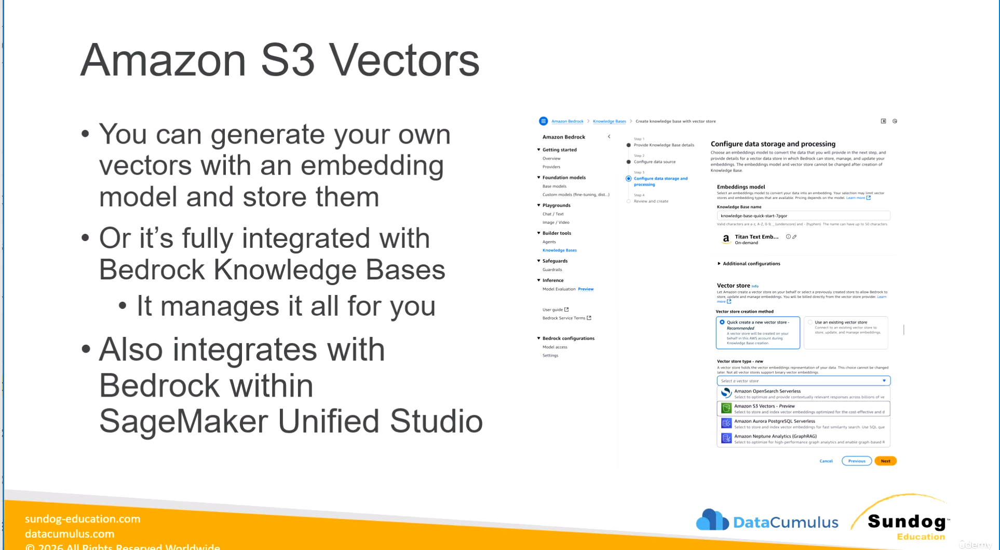 Amazon S3 Vectors
• You can generate your own
vectors with an embedding
model and store them
• Or it’s fully integrated with
Bedrock Knowledge Bases
• It manages it all for you
• Also integrates with
Bedrock within
SageMaker Unified Studio
Amazon Bedrock > Knowledge Bases > Create knowledge base with vector store
Amazon Bedrock
Getting started
Overview
Providers
Foundation models
Base models
Custom models (fine-tuning, dist...)
Playgrounds
Chat / Text
Image / Video
Builder tools
Agents
Knowledge Bases
Safeguards
Guardrails
Inference
Model Evaluation Preview
User guide
Bedrock Service Terms
Bedrock configurations
Model access
Settings
Step 1
Provide Knowledge Base details
Step 2
Configure data source
Step 3
Configure data storage and
processing
Step 4
Review and create
Configure data storage and processing
Choose an embeddings model to convert the data that you will provide in the next step, and
provide details for a vector data store in which Bedrock can store, manage, and update your
embeddings. The embeddings model and vector store cannot be changed after creation of
Knowledge Base.
Embeddings model
Select an embeddings model to convert your data into an embedding. Your selection may limit vector
stores and embedding types that are available. Pricing depends on the model. Learn more
Knowledge Base name
knowledge-base-quick-start-7pgor
Valid characters are a-z, A-Z, 0-9, _ (underscore) and - (hyphen) The name can have up to 50 characters
a
Titan Text Emb...
On-demand
Additional configurations
Vector store Info
Let Amazon create a vector store on your behalf or select a previously created store to allow Bedrock to
store, update and manage embeddings. You will be billed directly from the vector store provider. Learn
more
Vector store creation method
Quick create a new vector store -
Recommended
A vector store will be created on your
behalf in this AWS account during
Knowledge Base creation.
Use an existing vector store
Connect to an existing vector store to
store, update, and manage embeddings.
Vector store type - new
A vector store holds the vector embeddings representation of your data. This choice cannot be changed
later. Not all vector stores support binary vector embeddings.
Select a vector store
Amazon OpenSearch Serverless
Select to optimize and provide contextually relevant responses across billions of ve
Amazon S3 Vectors - Preview
Select to store and index vector embeddings optimized for the cost-effective and d
Amazon Aurora PostgreSQL Serverless
Select to store and index vector embeddings for fast similarity search. Use SQL que
Amazon Neptune Analytics (GraphRAG)
Select to optimize for high-performance graph analytics and enable graph-based R
Cancel
Previous
Next
sundog-education.com
datacumulus.com
© 2026 All Rights Reserved Worldwide
DataCumulus
Sundog™
Education
ûdemy